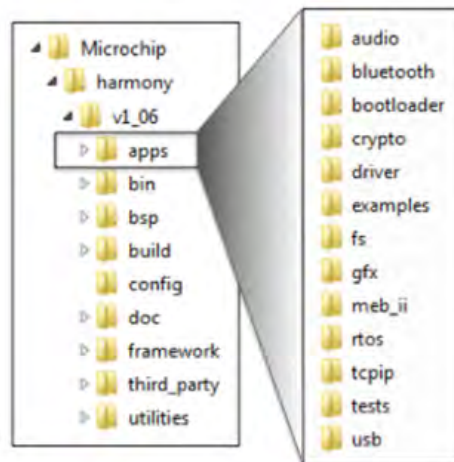 Microchip
harmony
v1_06
apps
bin
bsp
build
config
doc
framework
third_party
utilities
audio
bluetooth
bootloader
crypto
driver
examples
fs
gfx
meb_ii
rtos
tcpip
tests
usb